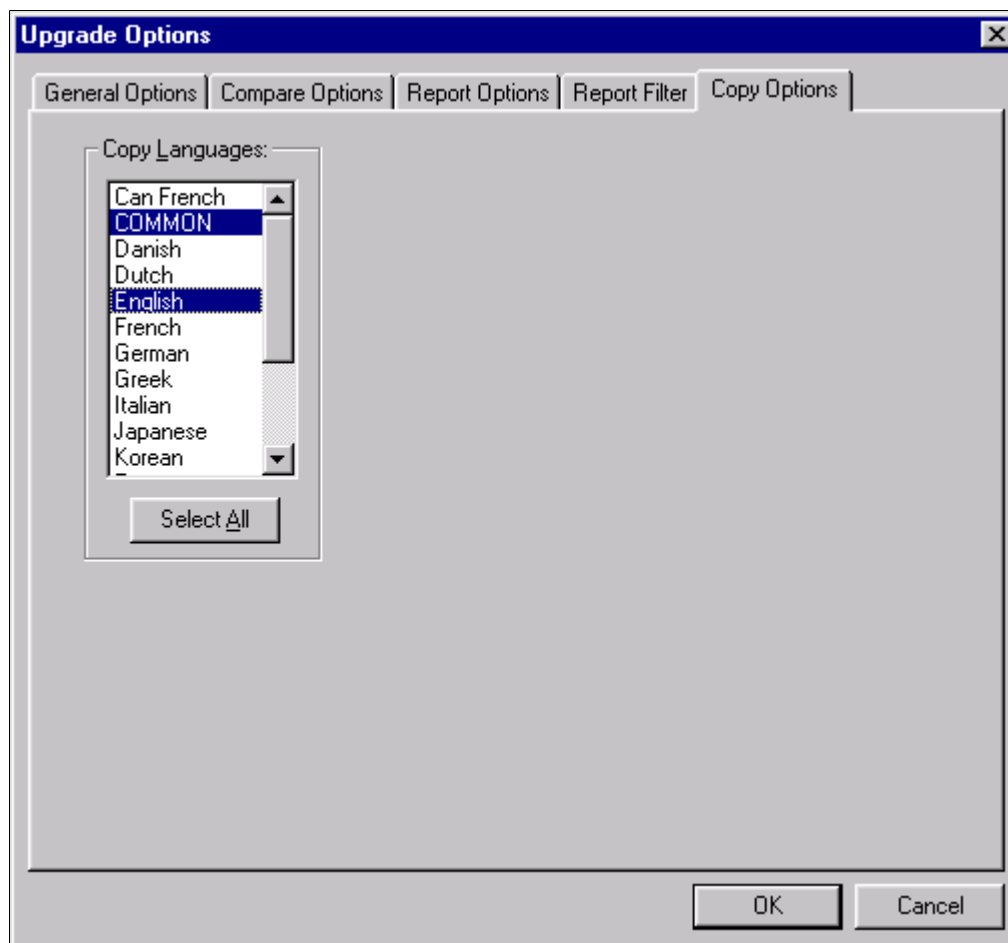 Upgrade Options
General Options Compare Options Report Options Report Filter Copy Options
Copy Languages:
Can French
COMMON
Danish
Dutch
English
French
German
Greek
Italian
Japanese
Korean
Select All
OK Cancel